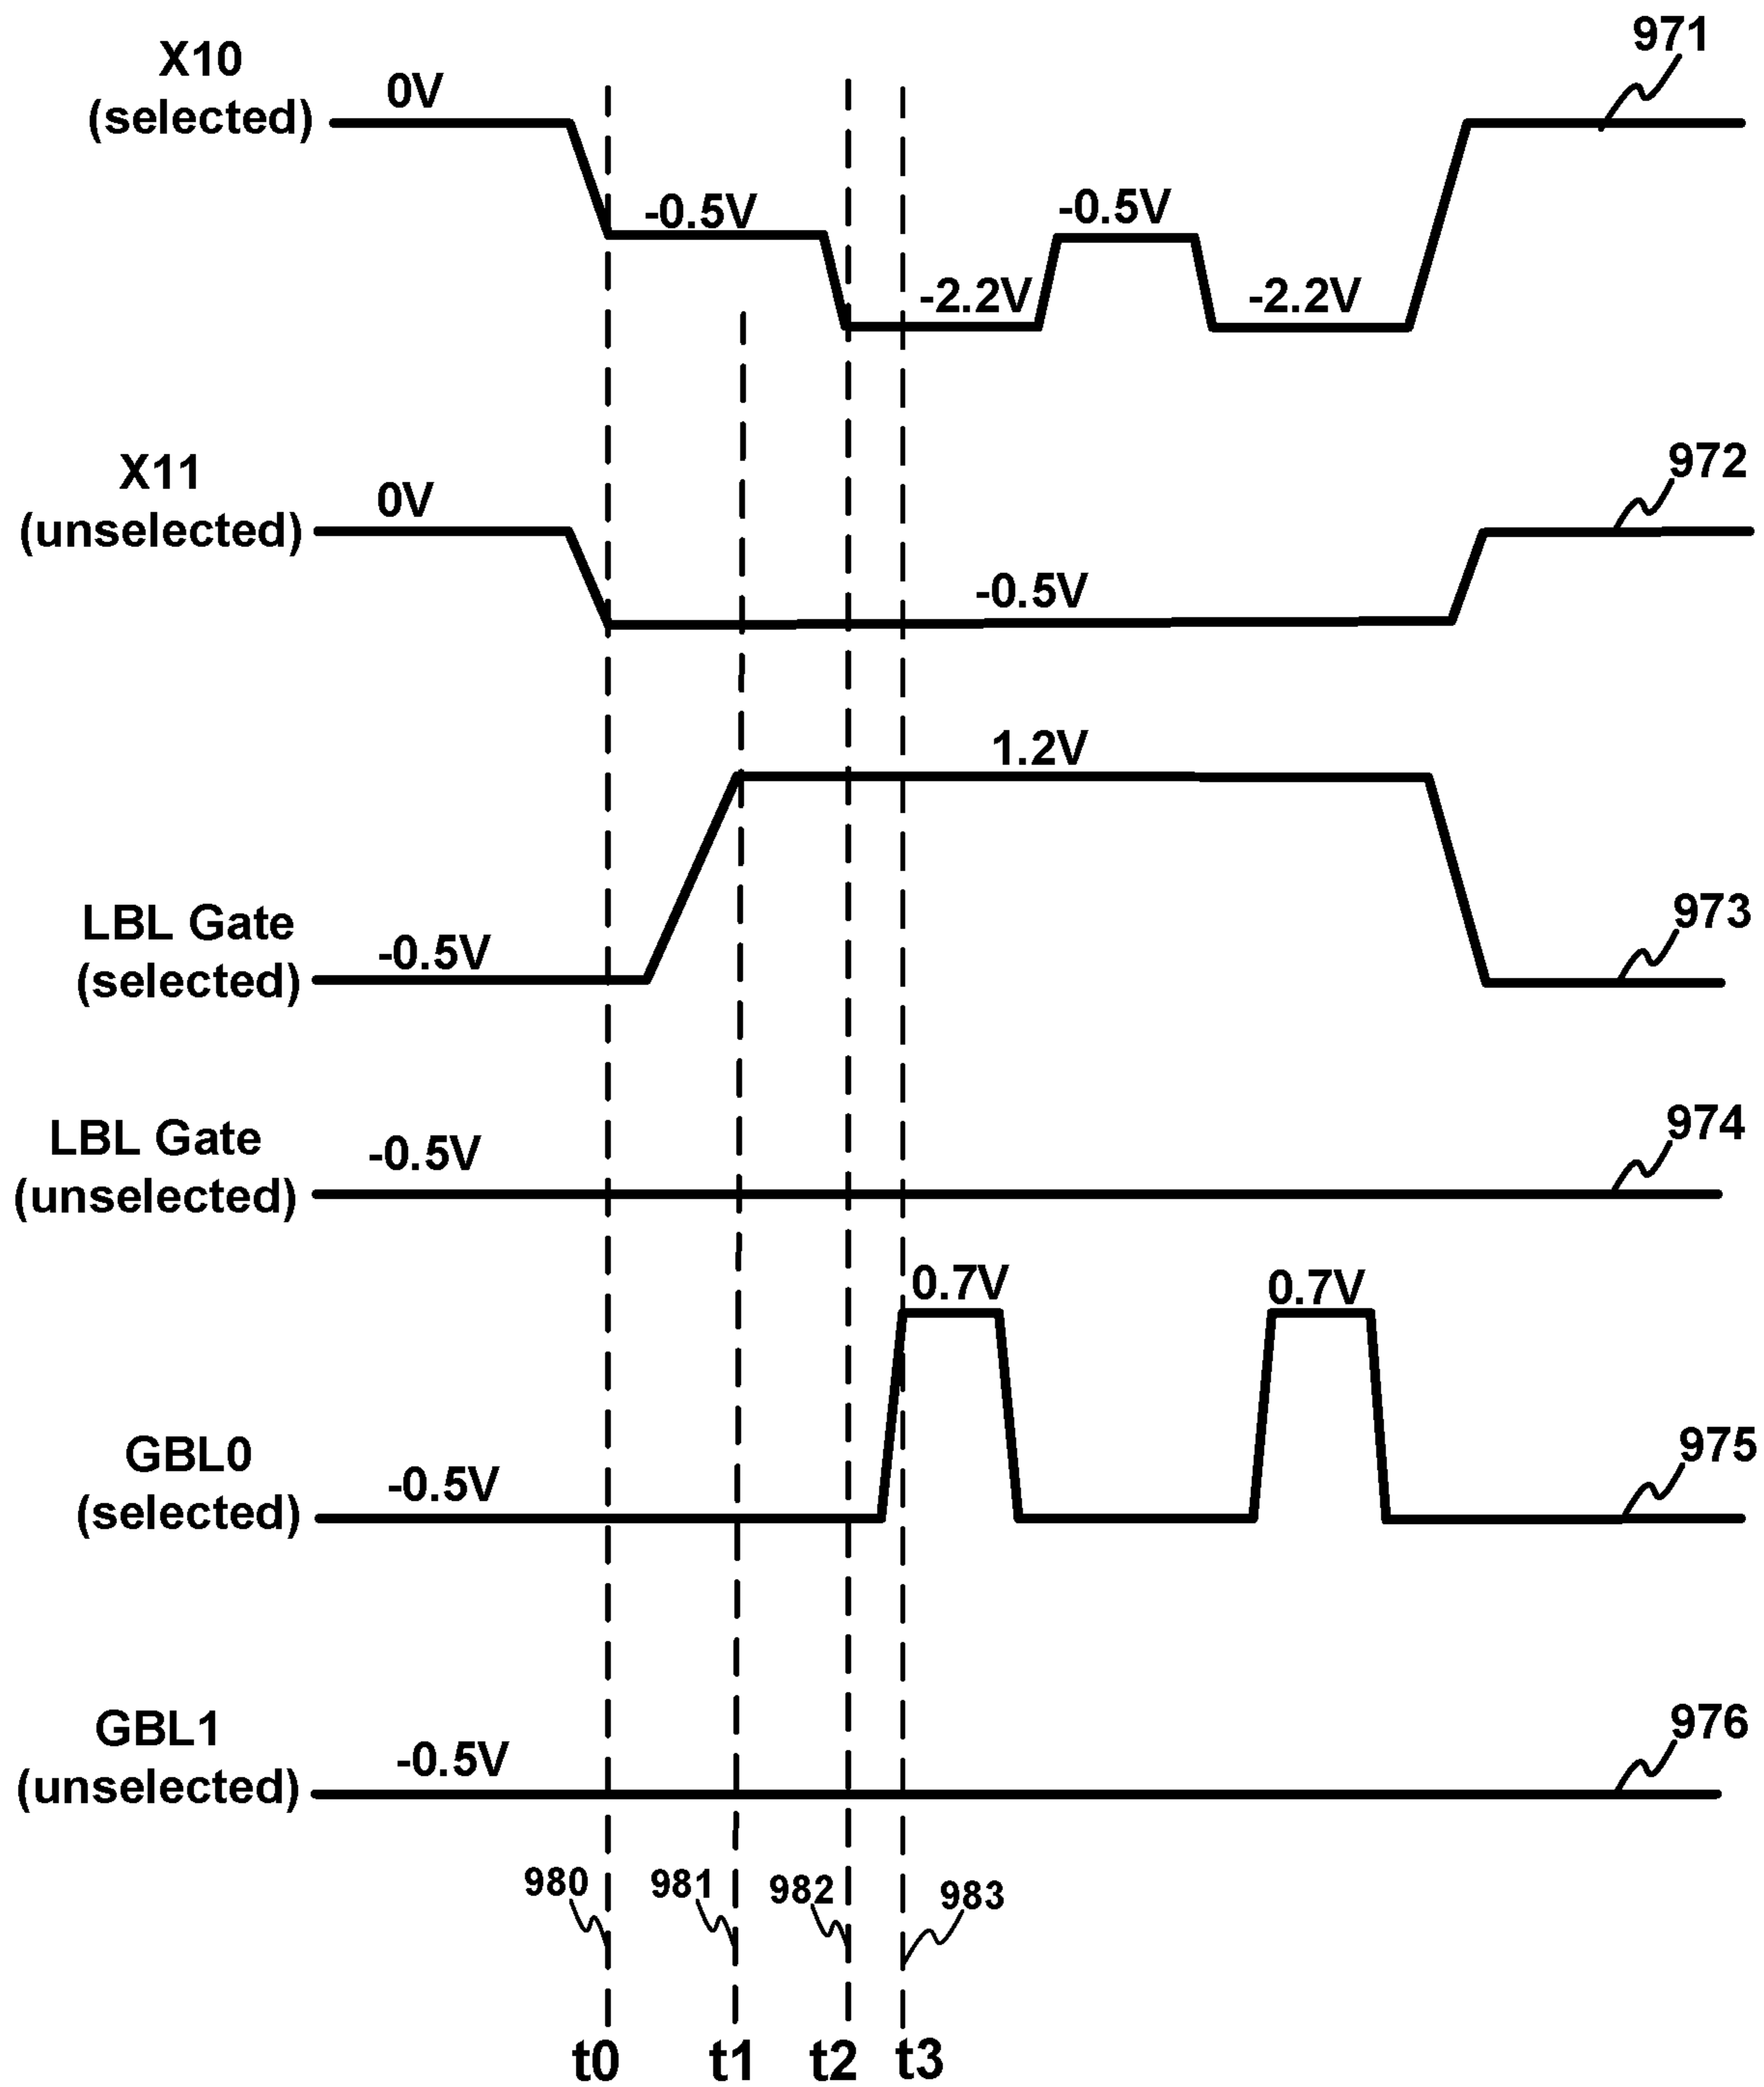 971
X10
(selected)
0V
-0.5V
-0.5V
-2.2V
-2.2V
972
X11
(unselected)
0V
-0.5V
1.2V
973
LBL Gate
(selected)
-0.5V
974
LBL Gate
(unselected)
-0.5V
0.7V
0.7V
975
GBL0
(selected)
-0.5V
976
GBL1
(unselected)
-0.5V
980
981
982
983
t0
t1
t2
t3